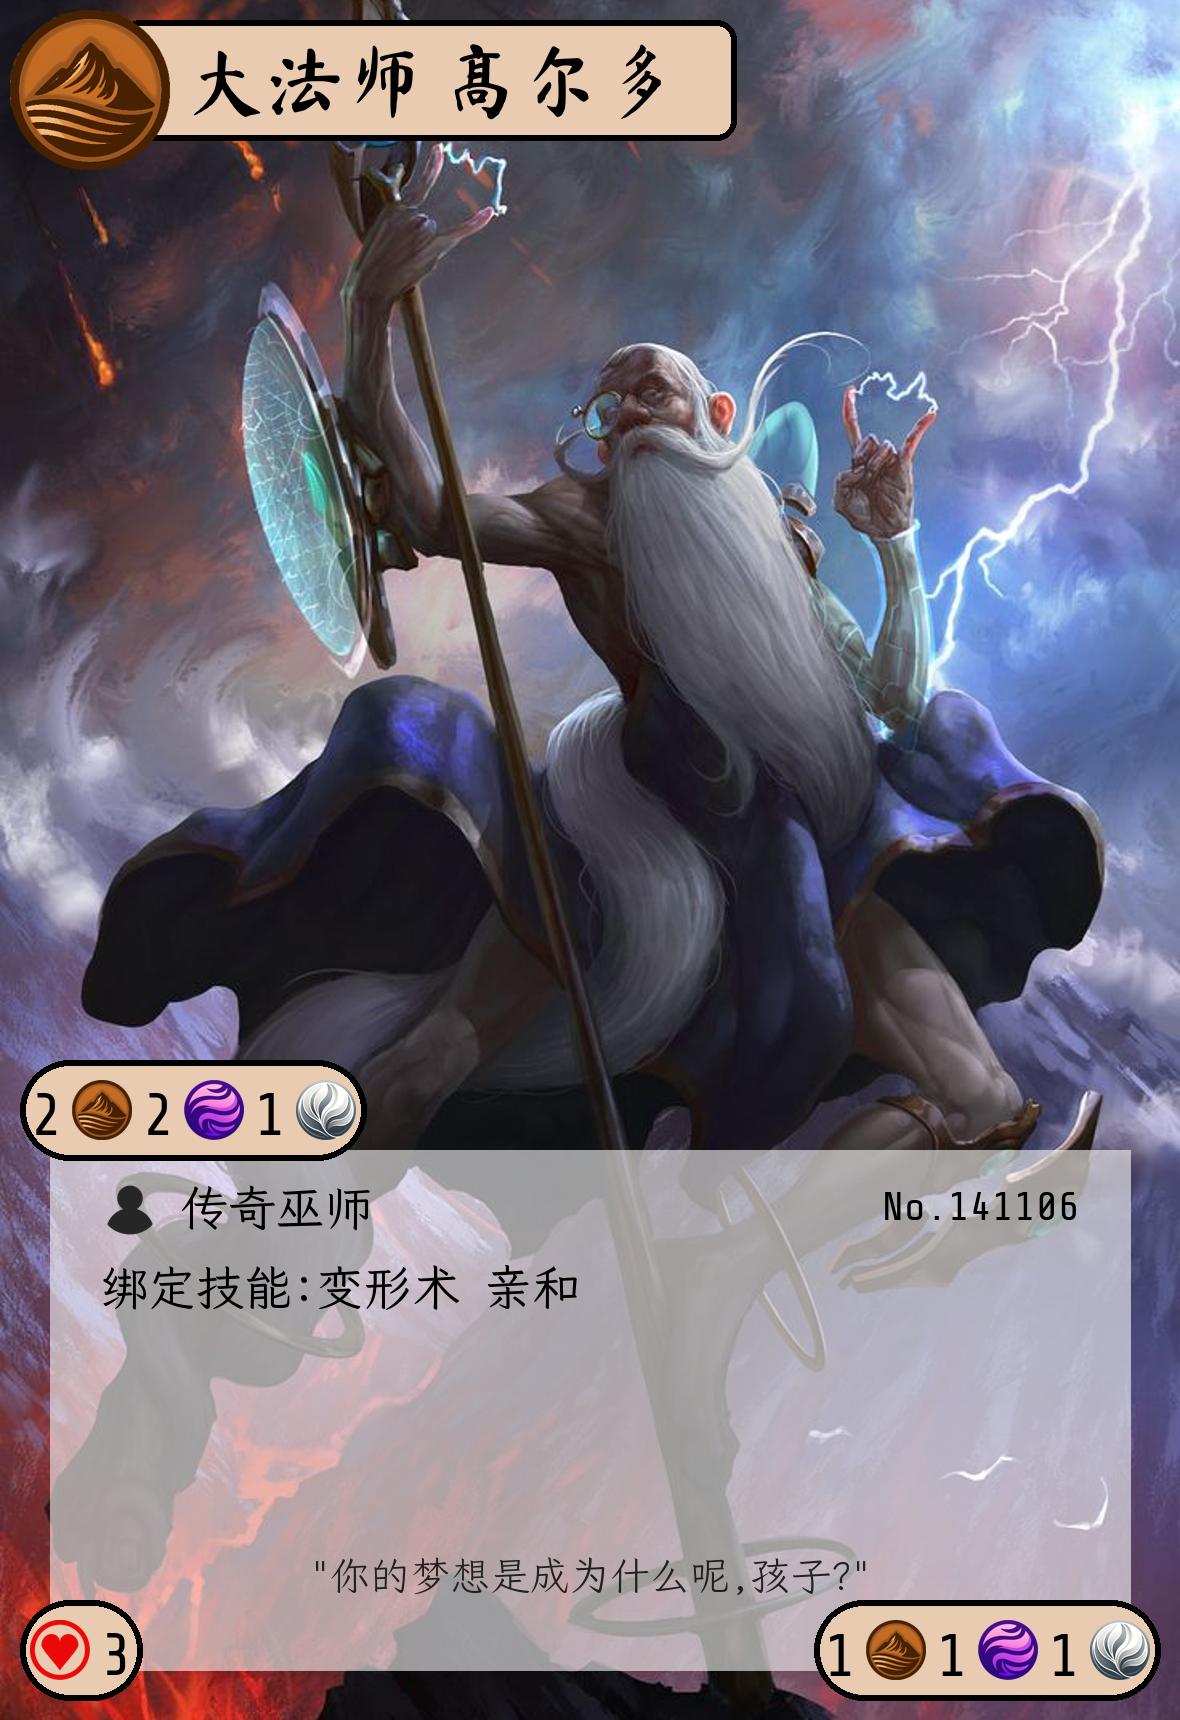 大法师 高尔多
2 2 1
传奇巫师
No.141106
绑定技能:变形术 亲和
"你的梦想是成为什么呢,孩子?"
3
1 1 1